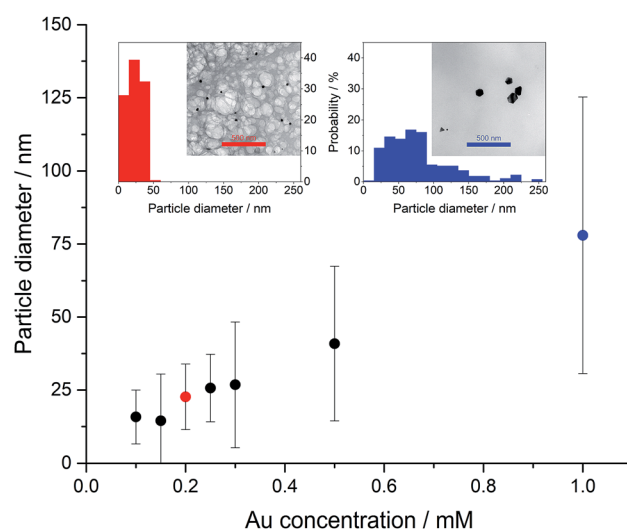 150
125
100
75
50
25
0
Particle diameter / nm
0.0 0.2 0.4 0.6 0.8 1.0
Au concentration / mM
40
30
20
10
0
0 50 100 150 200 250
Particle diameter / nm
500 nm
Probability / %
40
30
20
10
0
0 50 100 150 200 250
Particle diameter / nm
500 nm